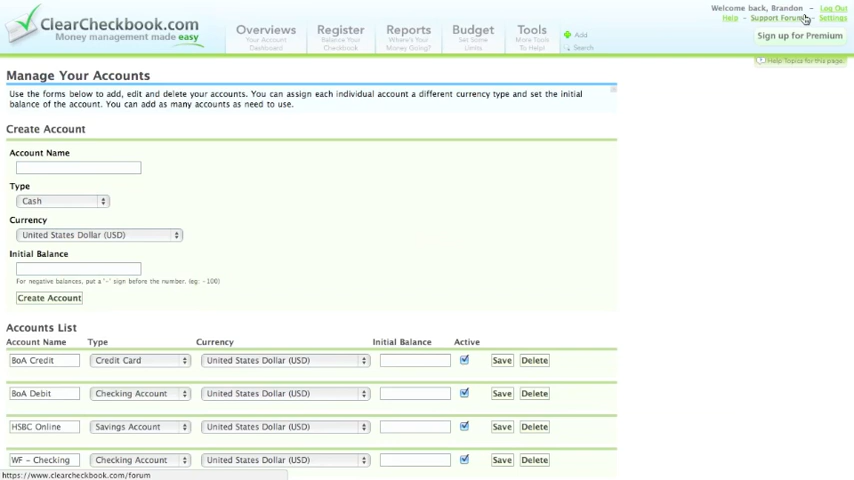 Welcome back, Brandon – Log Out
Help – Support Forums – Settings
Sign up for Premium
Help Topics for this page.
ClearCheckbook.com
Money management made easy
Overviews
Your Account
Dashboard
Register
Balance Your
Checkbook
Reports
Where's Your
Money Going?
Budget
Set Some
Limits
Tools
More Tools
To Help!
Add
Search
Manage Your Accounts
Use the forms below to add, edit and delete your accounts. You can assign each individual account a different currency type and set the initial
balance of the account. You can add as many accounts as need to use.
Create Account
Account Name
Type
Cash
Currency
United States Dollar (USD)
Initial Balance
For negative balances, put a "-" sign before the number. (eg: -100)
Create Account
Accounts List
Account Name Type Currency Initial Balance Active
BoA Credit Credit Card United States Dollar (USD) Save Delete
BoA Debit Checking Account United States Dollar (USD) Save Delete
HSBC Online Savings Account United States Dollar (USD) Save Delete
WF - Checking Checking Account United States Dollar (USD) Save Delete
https://www.clearcheckbook.com/forum